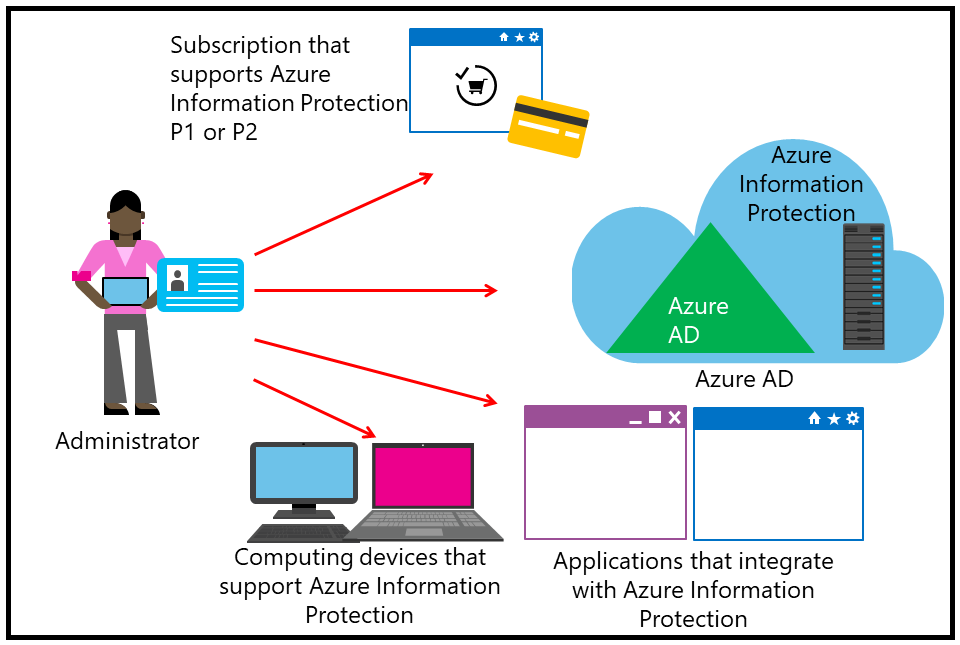 Subscription that
supports Azure
Information Protection
P1 or P2
Azure
Information
Protection
Azure
AD
Azure AD
Administrator
Computing devices that
support Azure Information
Protection
Applications that integrate
with Azure Information
Protection